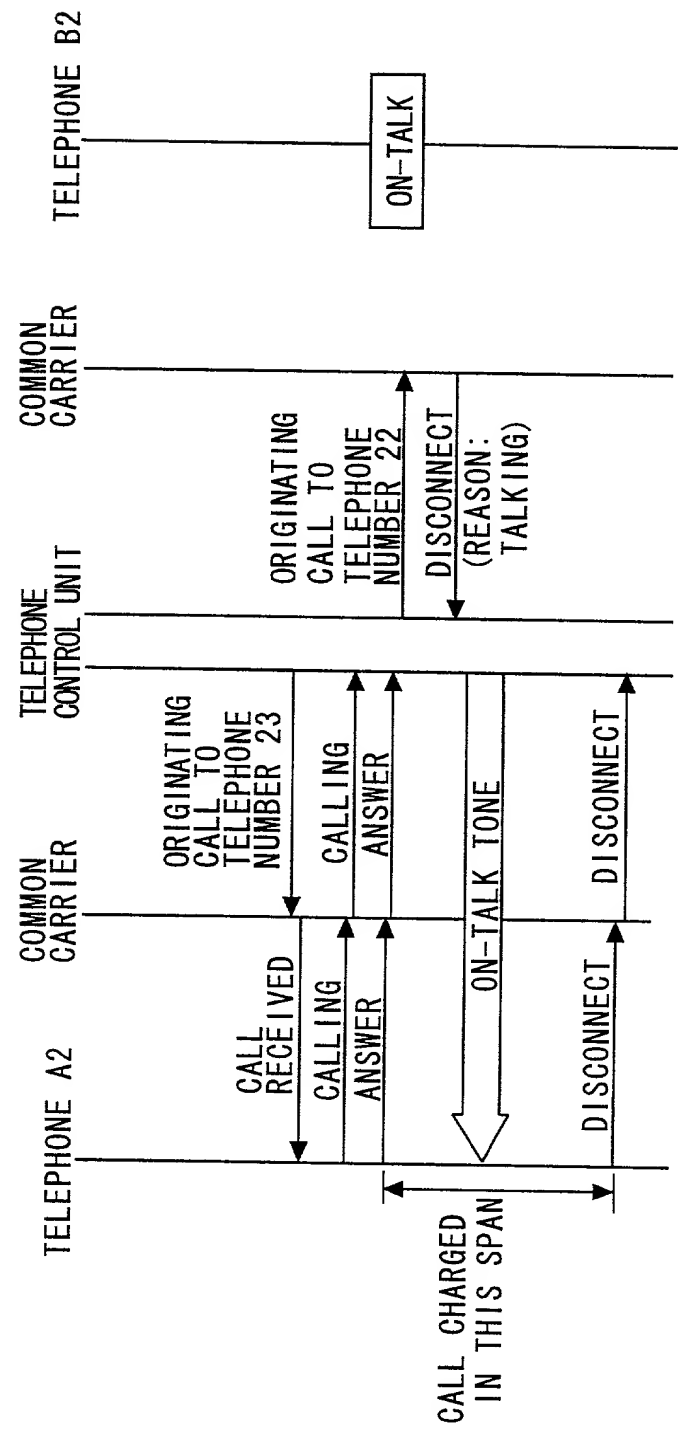 TELEPHONE A2
COMMON
CARRIER
TELEPHONE
CONTROL UNIT
COMMON
CARRIER
TELEPHONE B2
ORIGINATING
CALL TO
TELEPHONE
NUMBER 23
CALL
RECEIVED
CALLING
CALLING
ANSWER
ANSWER
ORIGINATING
CALL TO
TELEPHONE
NUMBER 22
ON-TALK
DISCONNECT
(REASON:
TALKING)
ON-TALK TONE
CALL CHARGED
IN THIS SPAN
DISCONNECT
DISCONNECT